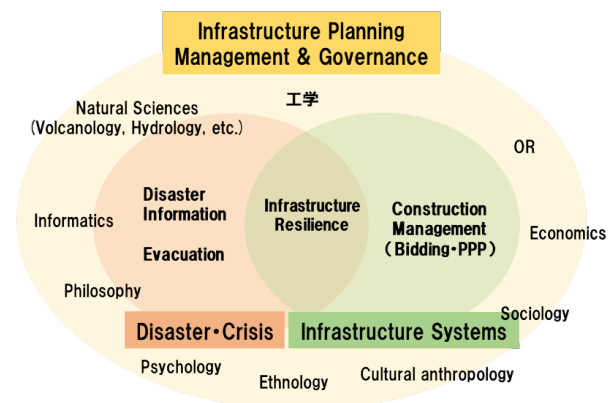 Infrastructure Planning
Management & Governance
工学
Natural Sciences
(Volcanology, Hydrology, etc.)
OR
Disaster
Information
Infrastructure
Resilience
Construction
Management
(Bidding・PPP)
Informatics
Economics
Evacuation
Philosophy
Sociology
Disaster・Crisis
Infrastructure Systems
Psychology
Ethnology
Cultural anthropology